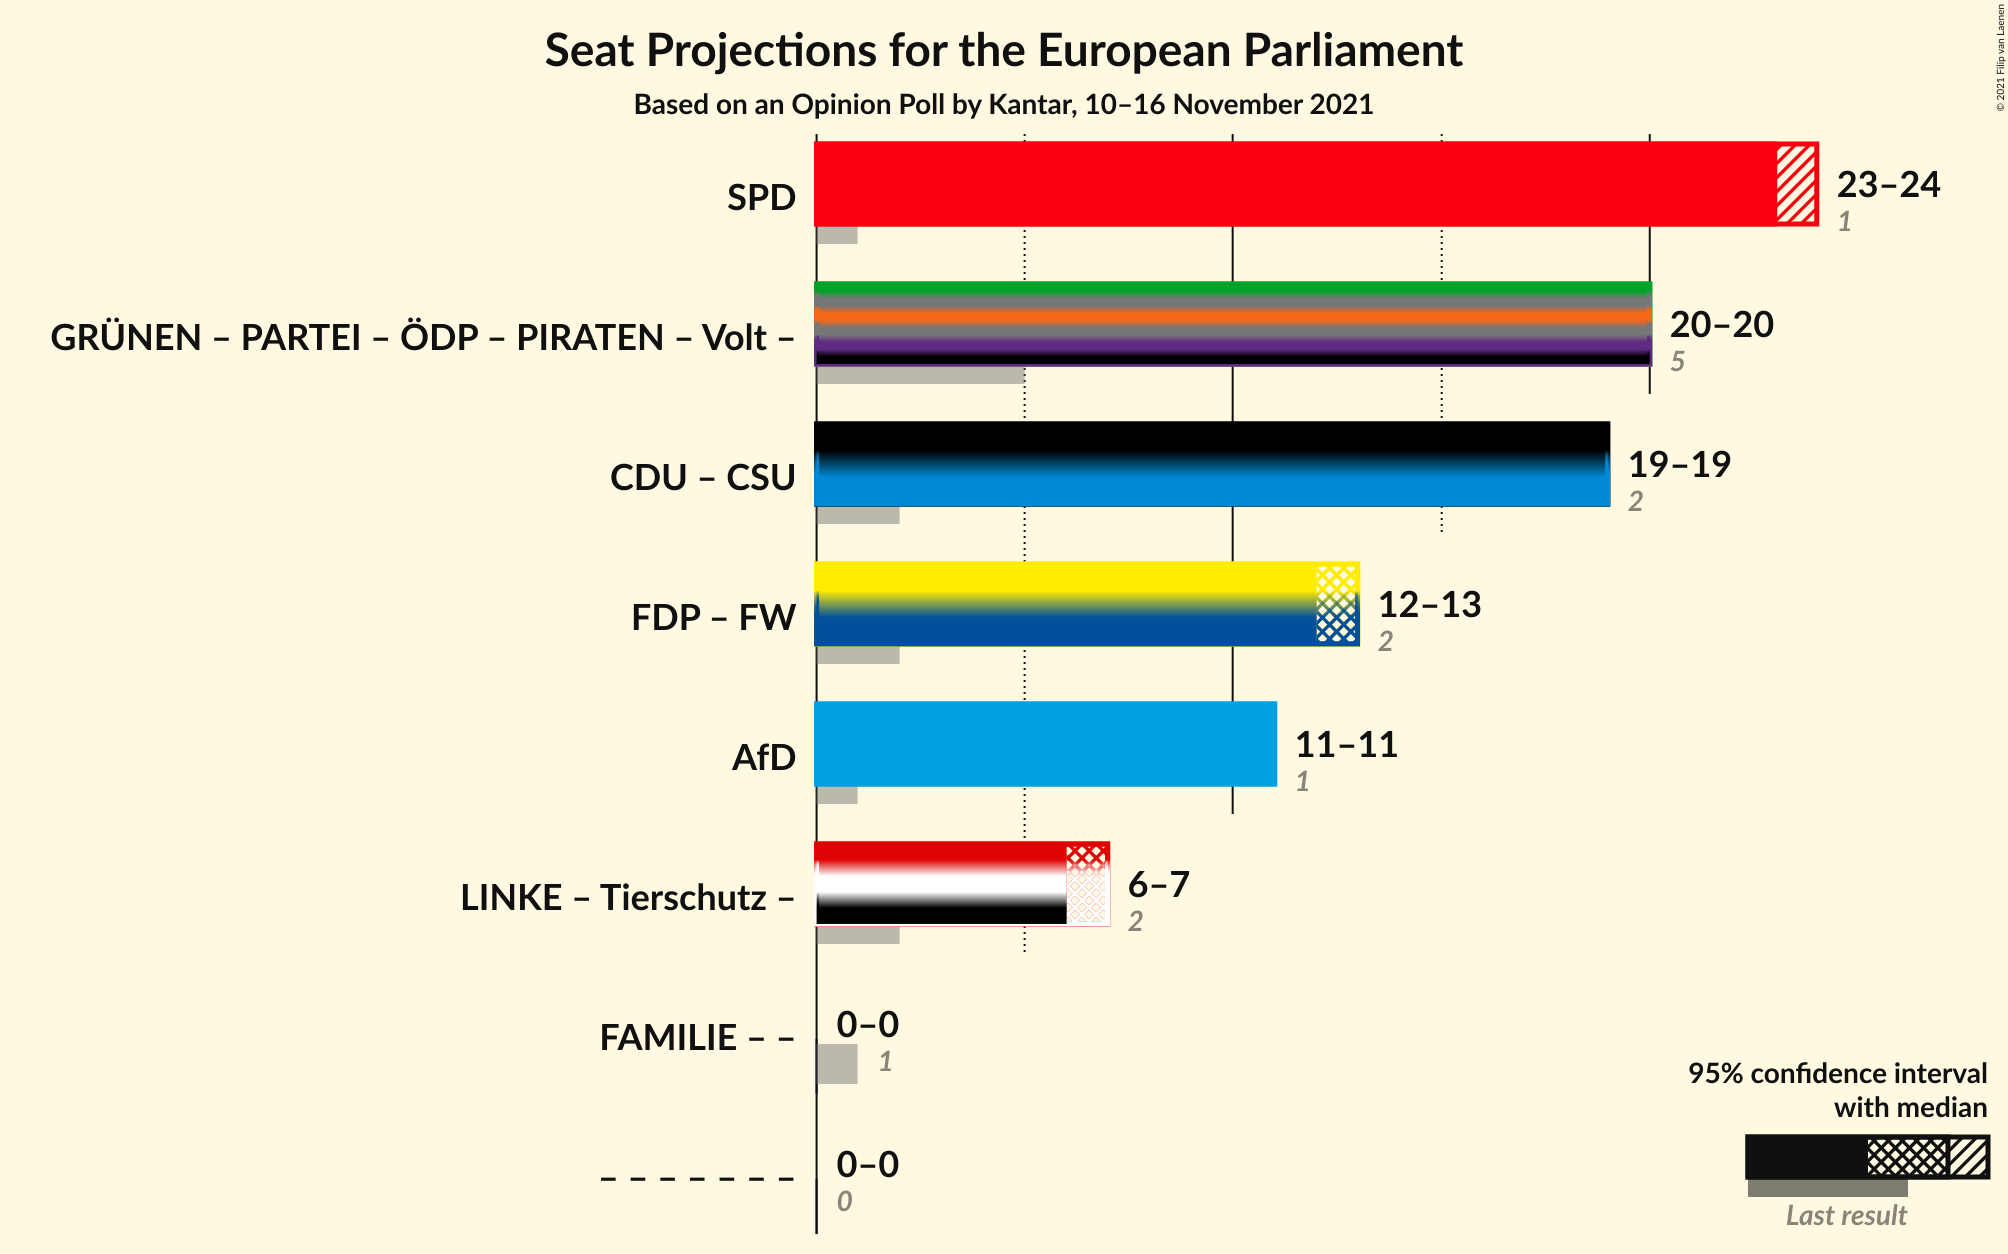 Seat Projections for the European Parliament
Based on an Opinion Poll by Kantar, 10–16 November 2021
© 2021 Filip van Laenen
SPD
23–24
1
GRÜNEN – PARTEI – ÖDP – PIRATEN – Volt –
20–20
5
CDU – CSU
19–19
2
FDP – FW
12–13
2
AfD
11–11
1
LINKE – Tierschutz –
6–7
2
FAMILIE – –
0–0
1
– – – – – – –
0–0
0
95% confidence interval
with median
Last result